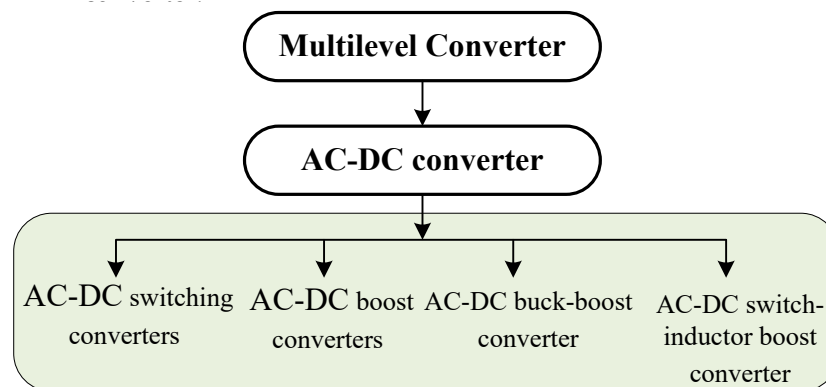 Multilevel Converter
AC-DC converter
AC-DC switching
converters
AC-DC boost
converters
AC-DC buck-boost
converter
AC-DC switch-
inductor boost
converter